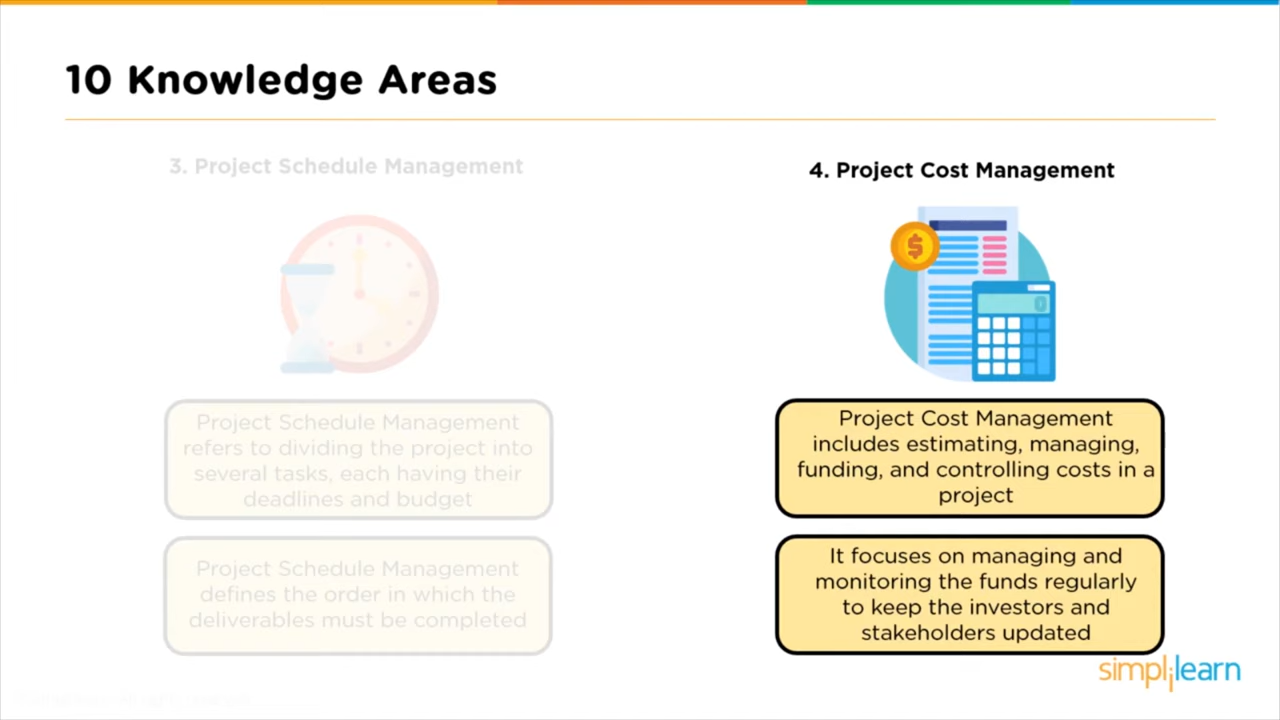 10 Knowledge Areas
3. Project Schedule Management
Project Schedule Management
refers to dividing the project into
several tasks, each having their
deadlines and budget
Project Schedule Management
defines the order in which the
deliverables must be completed
4. Project Cost Management
$
0
Project Cost Management
includes estimating, managing,
funding, and controlling costs in a
project
It focuses on managing and
monitoring the funds regularly
to keep the investors and
stakeholders updated
simplilearn